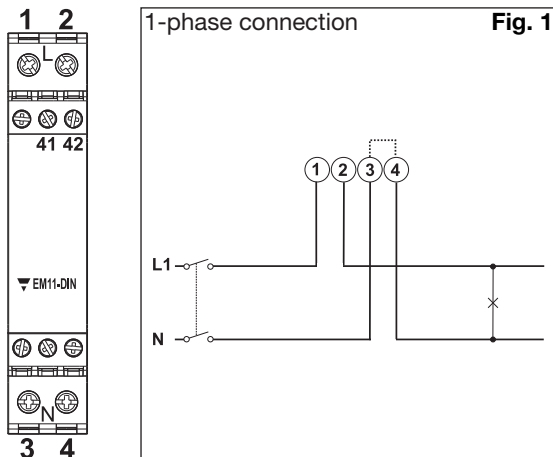 1 2
L
41 42
EM11-DIN
N
3 4
1-phase connection Fig. 1
1 2 3 4
L1
N